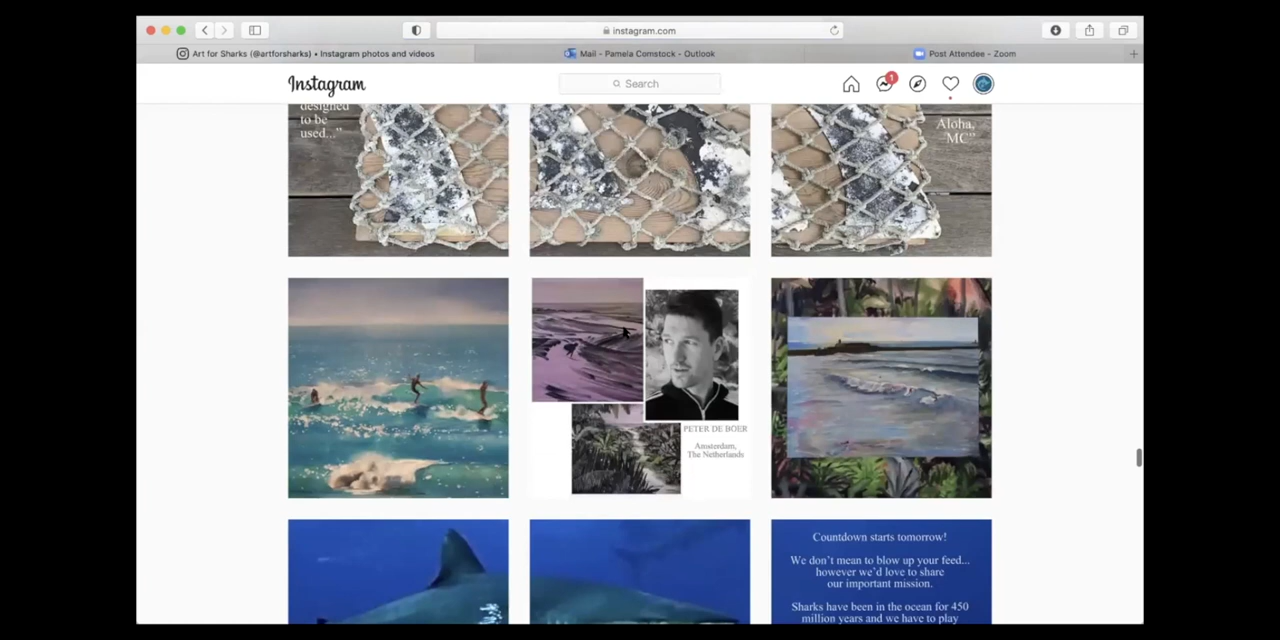 instagram.com
Art for Sharks (@artforsharks) • Instagram photos and videos
Mail - Pamela Comstock - Outlook
Post Attendee - Zoom
Instagram
Search
1
designed
to be
used..."
Aloha,
MC"
PETER DE BOER
Amsterdam,
The Netherlands
Countdown starts tomorrow!
We don't mean to blow up your feed...
however we'd love to share
our important mission.
Sharks have been in the ocean for 450
million years and we have to play